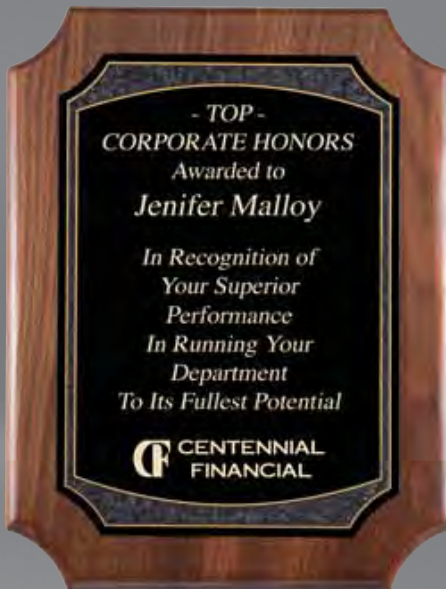 - TOP -
CORPORATE HONORS
Awarded to
Jenifer Malloy
In Recognition of
Your Superior
Performance
In Running Your
Department
To Its Fullest Potential
CF CENTENNIAL
FINANCIAL